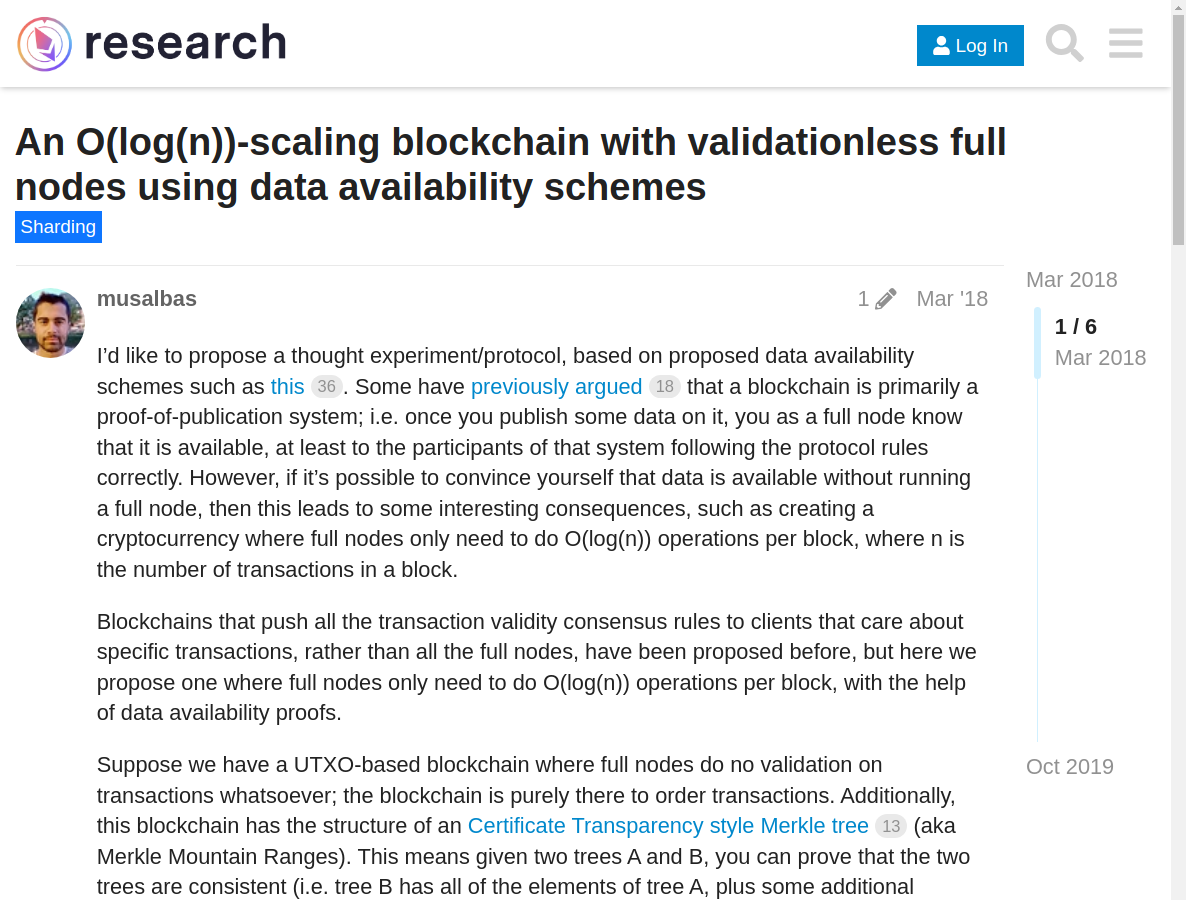 research
Log In
An O(log(n))-scaling blockchain with validationless full
nodes using data availability schemes
Sharding
musalbas
1
Mar '18
I’d like to propose a thought experiment/protocol, based on proposed data availability
schemes such as this 36 . Some have previously argued 18 that a blockchain is primarily a
proof-of-publication system; i.e. once you publish some data on it, you as a full node know
that it is available, at least to the participants of that system following the protocol rules
correctly. However, if it’s possible to convince yourself that data is available without running
a full node, then this leads to some interesting consequences, such as creating a
cryptocurrency where full nodes only need to do O(log(n)) operations per block, where n is
the number of transactions in a block.
Blockchains that push all the transaction validity consensus rules to clients that care about
specific transactions, rather than all the full nodes, have been proposed before, but here we
propose one where full nodes only need to do O(log(n)) operations per block, with the help
of data availability proofs.
Suppose we have a UTXO-based blockchain where full nodes do no validation on
transactions whatsoever; the blockchain is purely there to order transactions. Additionally,
this blockchain has the structure of an Certificate Transparency style Merkle tree 13 (aka
Merkle Mountain Ranges). This means given two trees A and B, you can prove that the two
trees are consistent (i.e. tree B has all of the elements of tree A, plus some additional
Mar 2018
1 / 6
Mar 2018
Oct 2019